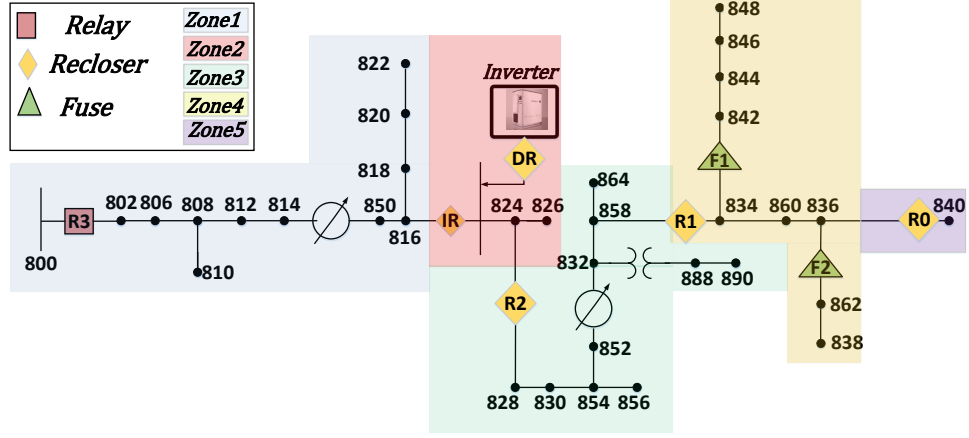 Relay
Recloser
Fuse
Zone1
Zone2
Zone3
Zone4
Zone5
848
846
844
842
F1
822
820
818
Inverter
DR
864
858
R1
834
860
836
R0
840
800
R3
802
806
808
812
814
850
816
810
IR
824
826
832
888
890
F2
862
838
R2
852
828
830
854
856